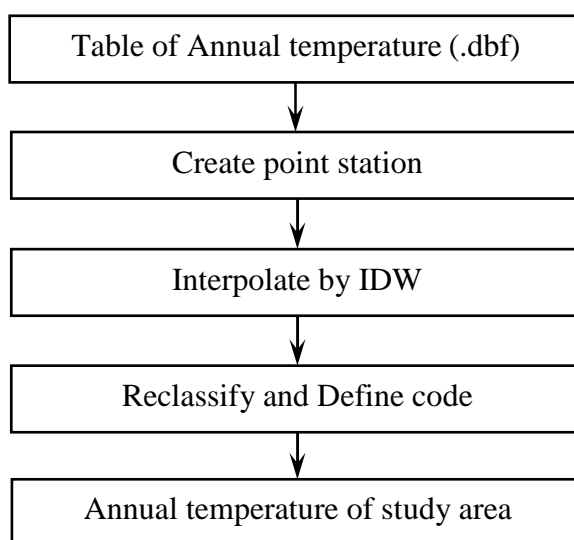 Table of Annual temperature (.dbf)
Create point station
Interpolate by IDW
Reclassify and Define code
Annual temperature of study area